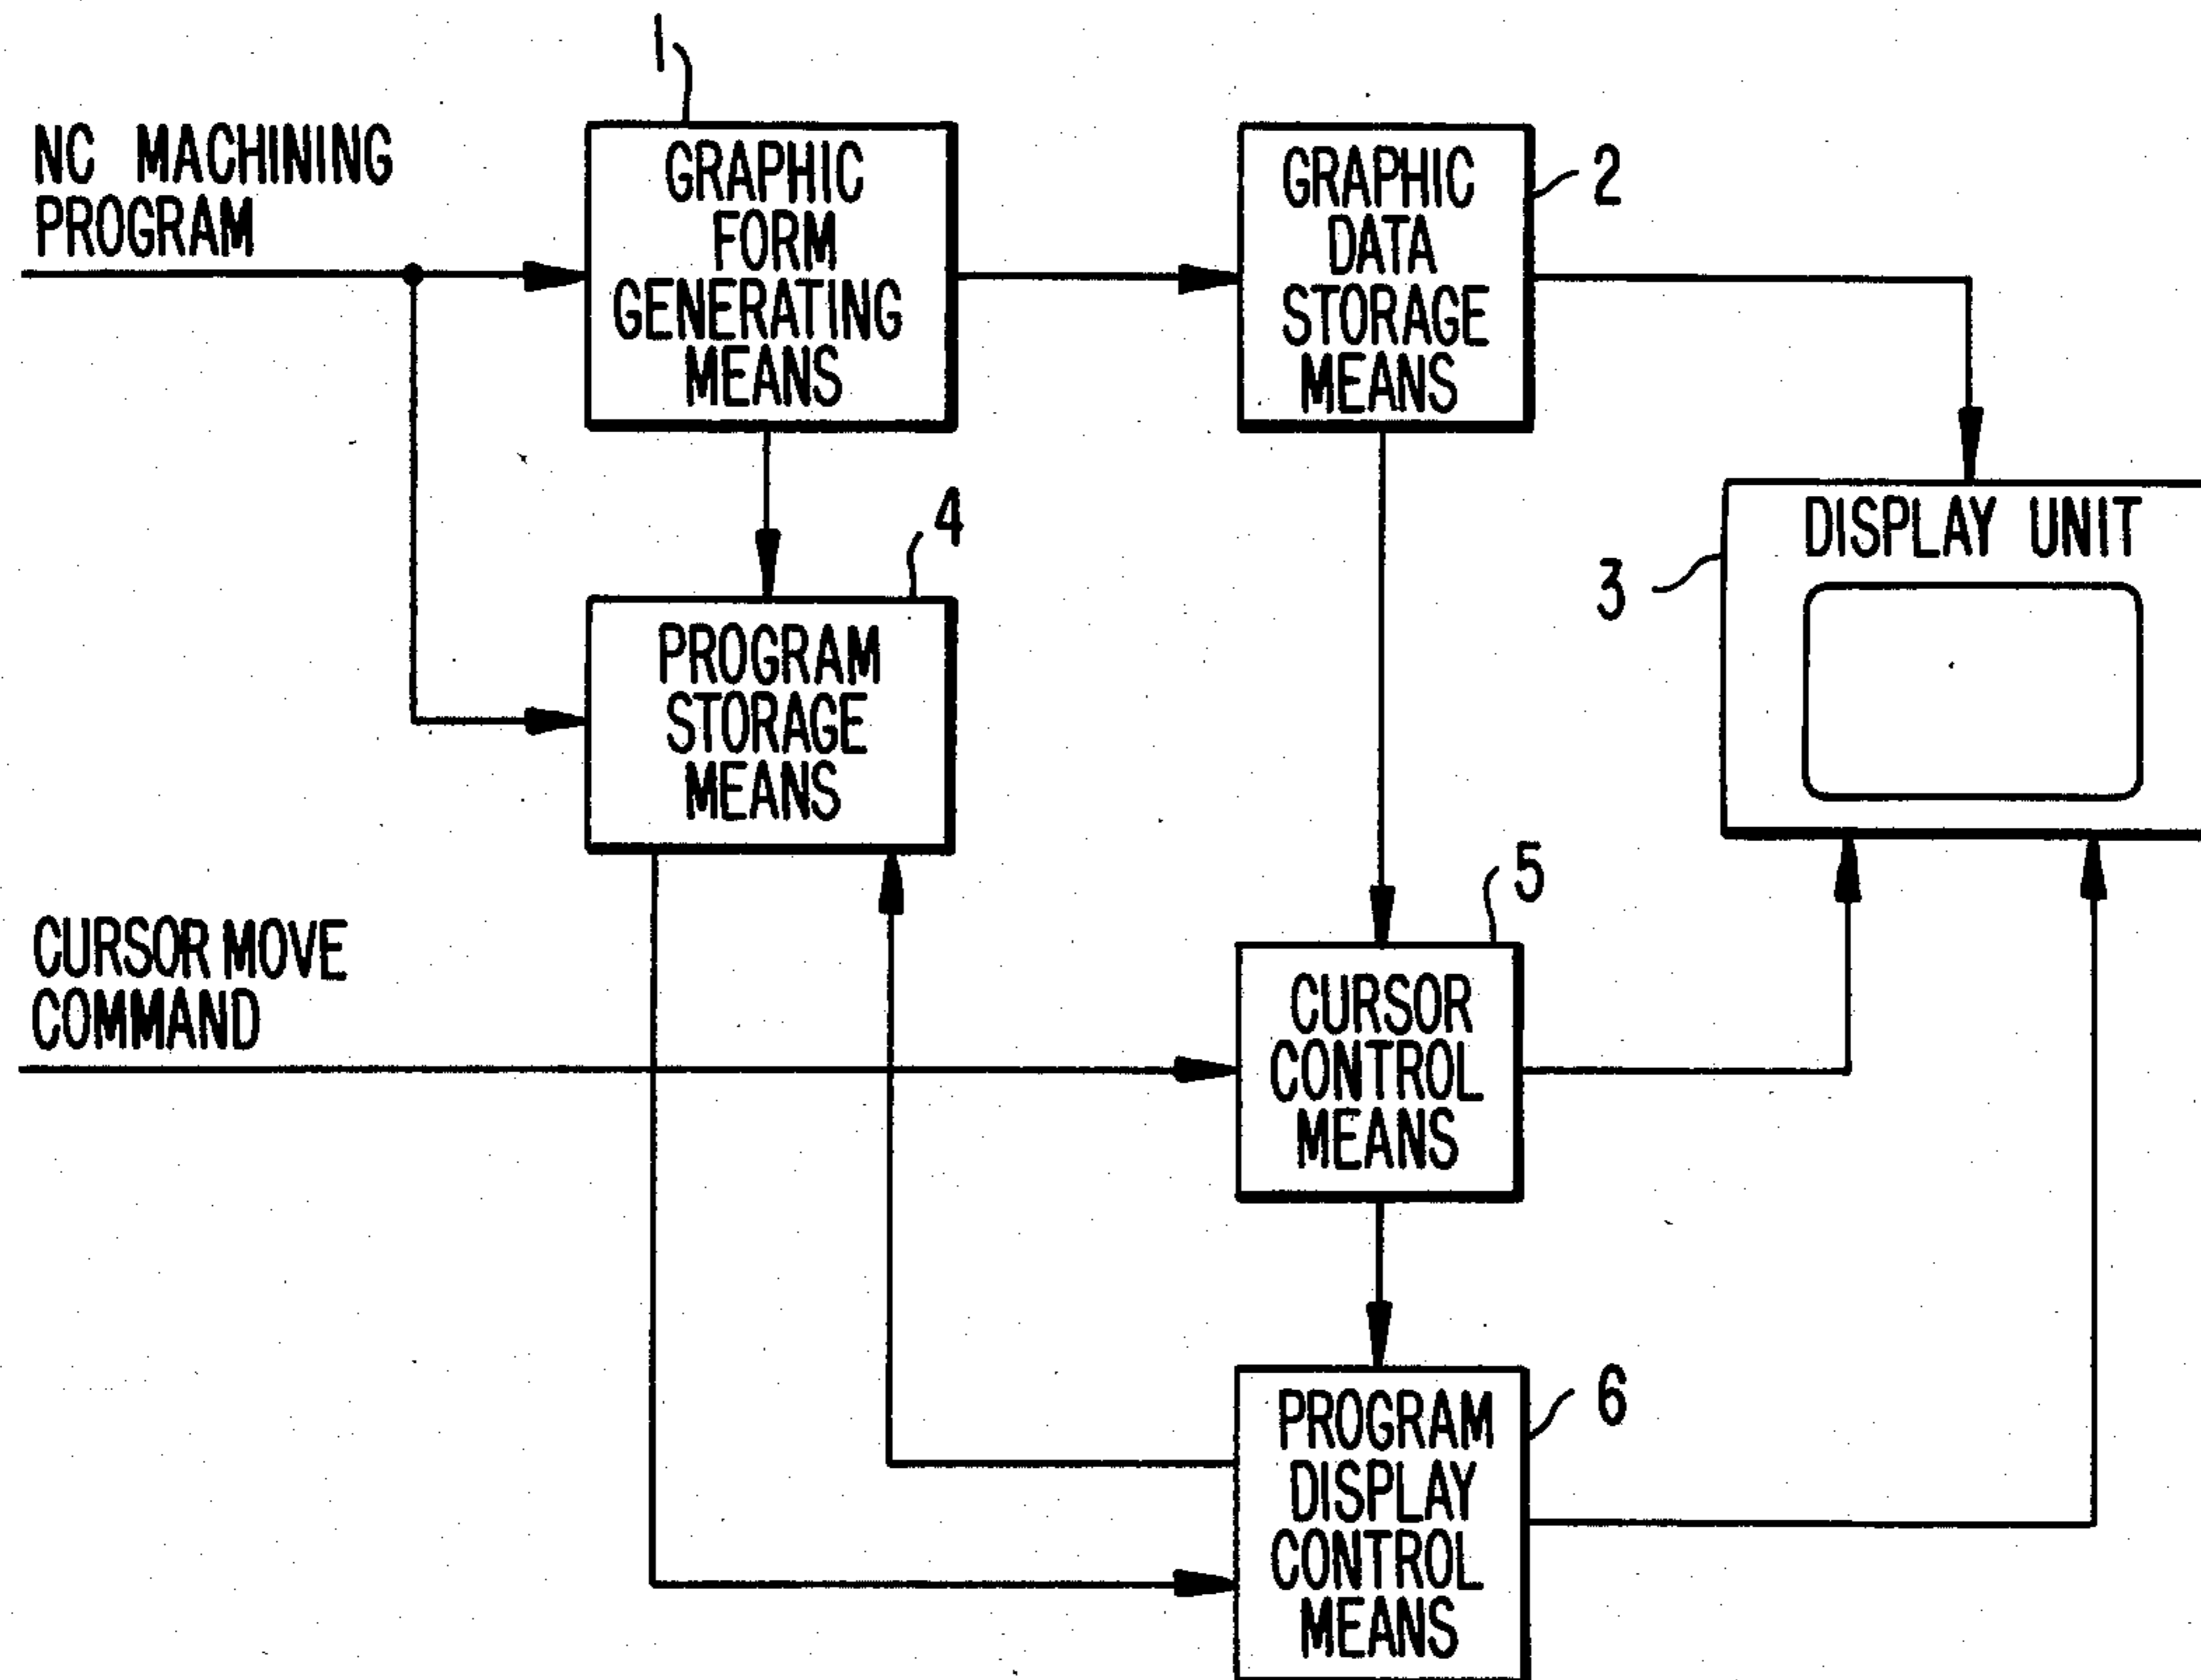 1
NC MACHINING
PROGRAM
GRAPHIC
FORM
GENERATING
MEANS
GRAPHIC
DATA
STORAGE
MEANS
2
DISPLAY UNIT
3
4
PROGRAM
STORAGE
MEANS
CURSOR MOVE
COMMAND
5
CURSOR
CONTROL
MEANS
6
PROGRAM
DISPLAY
CONTROL
MEANS